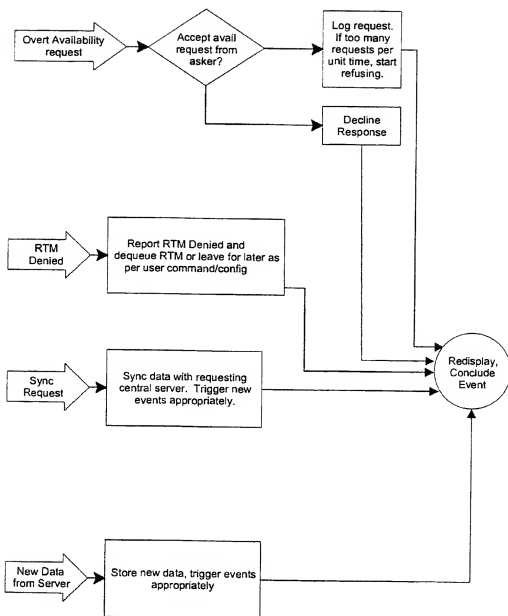 Overt Availability
request
Accept avail
request from
asker?
Log request.
If too many
requests per
unit time, start
refusing.
Decline
Response
RTM
Denied
Report RTM Denied and
dequeue RTM or leave for later as
per user command/config
Redisplay,
Conclude
Event
Sync
Request
Sync data with requesting
central server. Trigger new
events appropriately.
New Data
from Server
Store new data, trigger events
appropriately